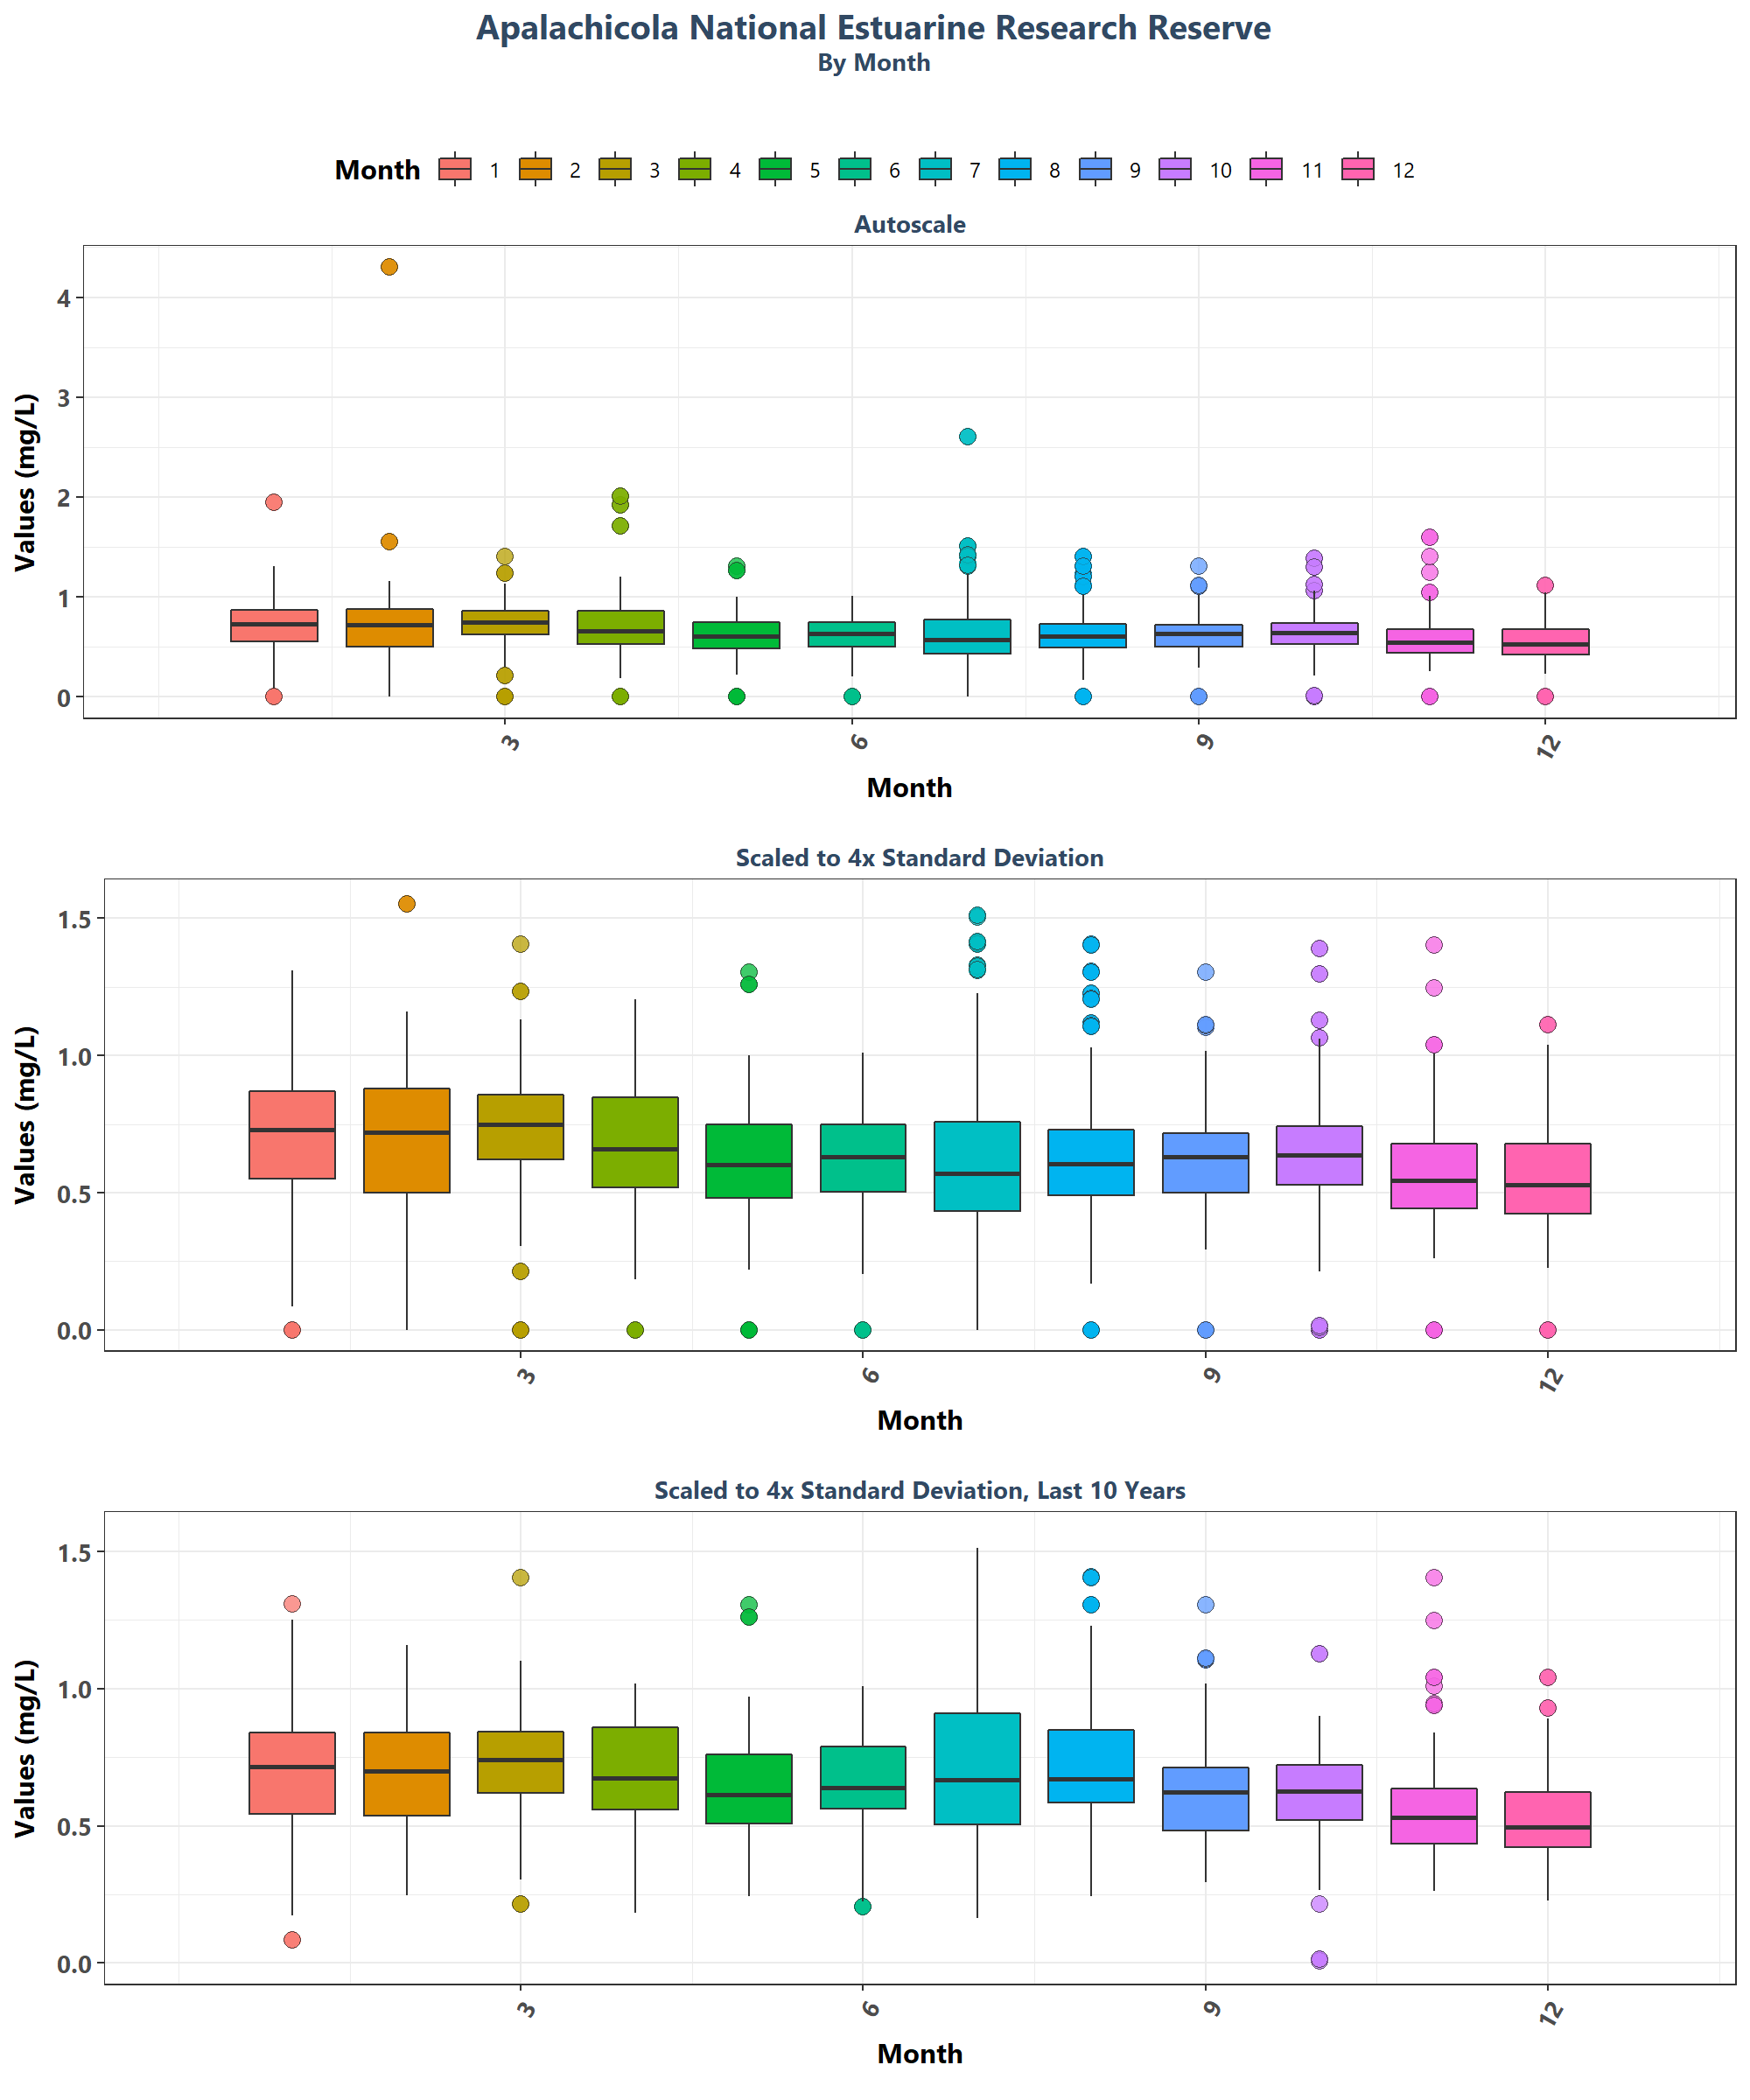 Apalachicola National Estuarine Research Reserve
By Month
Month 1 2 3 4 5 6 7 8 9 10 11 12
Autoscale
Values (mg/L)
4
3
2
1
0
3 6 9 12
Month
Scaled to 4x Standard Deviation
Values (mg/L)
1.5
1.0
0.5
0.0
3 6 9 12
Month
Scaled to 4x Standard Deviation, Last 10 Years
Values (mg/L)
1.5
1.0
0.5
0.0
3 6 9 12
Month